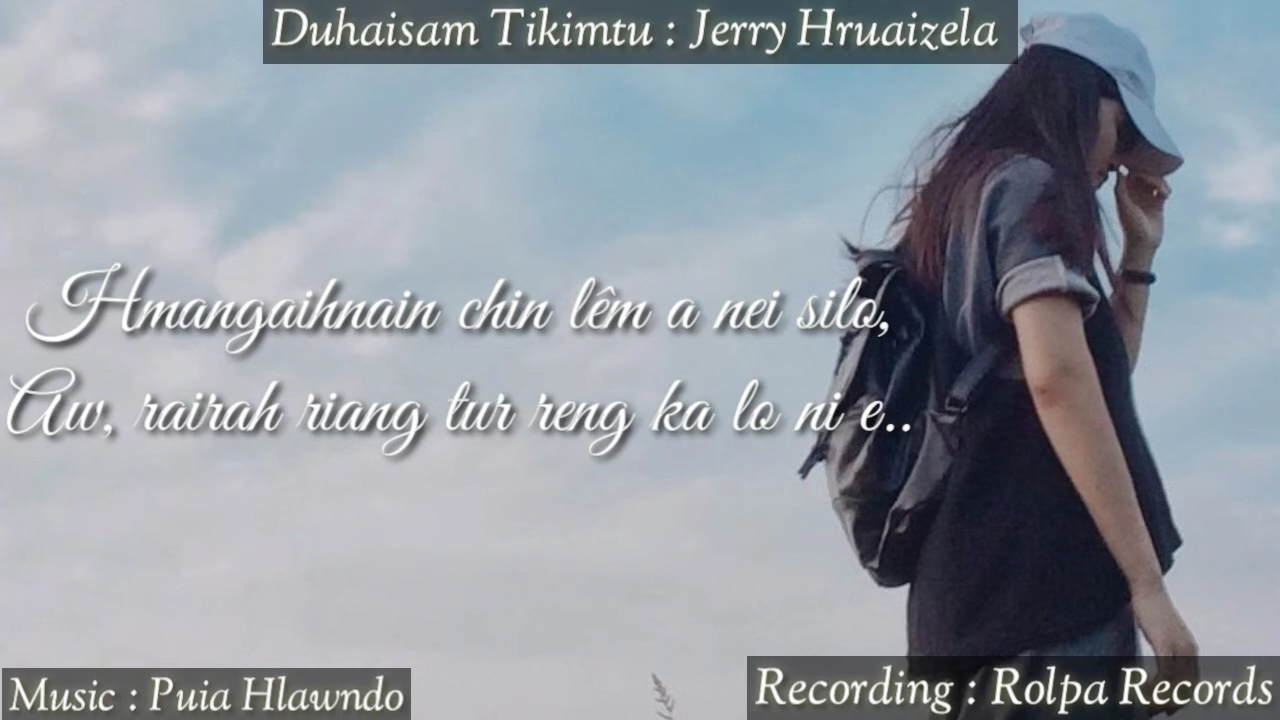 Duhaisam Tikimtu : Jerry Hruaizela
Hmangaihnain chin lêm a nei silo,
Aw, rairah riang tur reng ka lo ni e..
Music : Puia Hlawndo
Recording : Rolpa Records